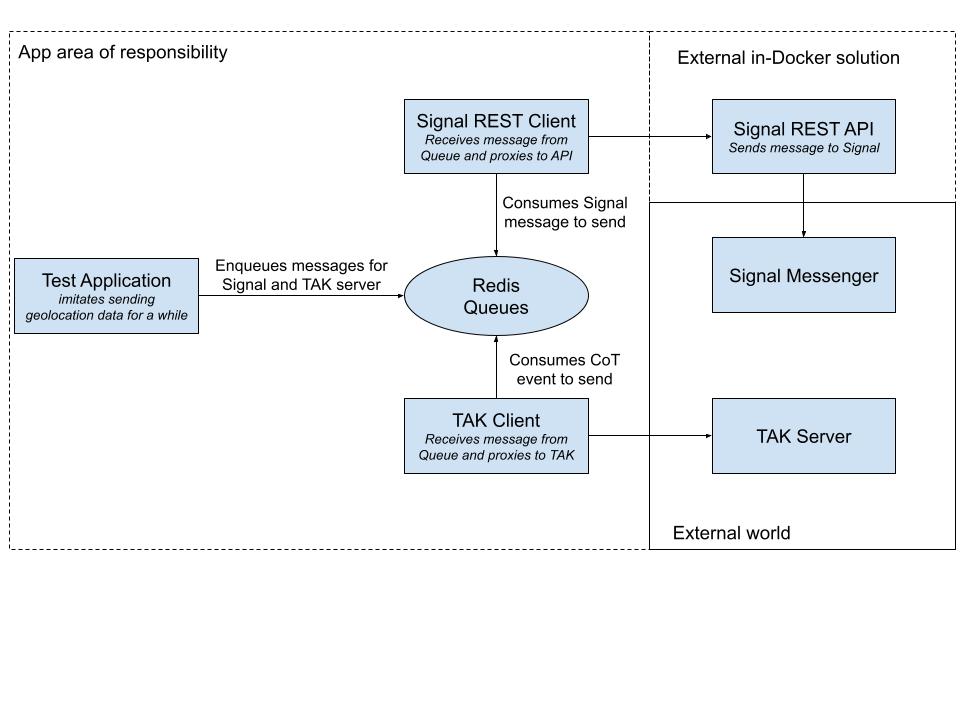 App area of responsibility
External in-Docker solution
Signal REST Client
Receives message from
Queue and proxies to API
Signal REST API
Sends message to Signal
Consumes Signal
message to send
Test Application
imitates sending
geolocation data for a while
Enqueues messages for
Signal and TAK server
Redis
Queues
Signal Messenger
Consumes CoT
event to send
TAK Client
Receives message from
Queue and proxies to TAK
TAK Server
External world